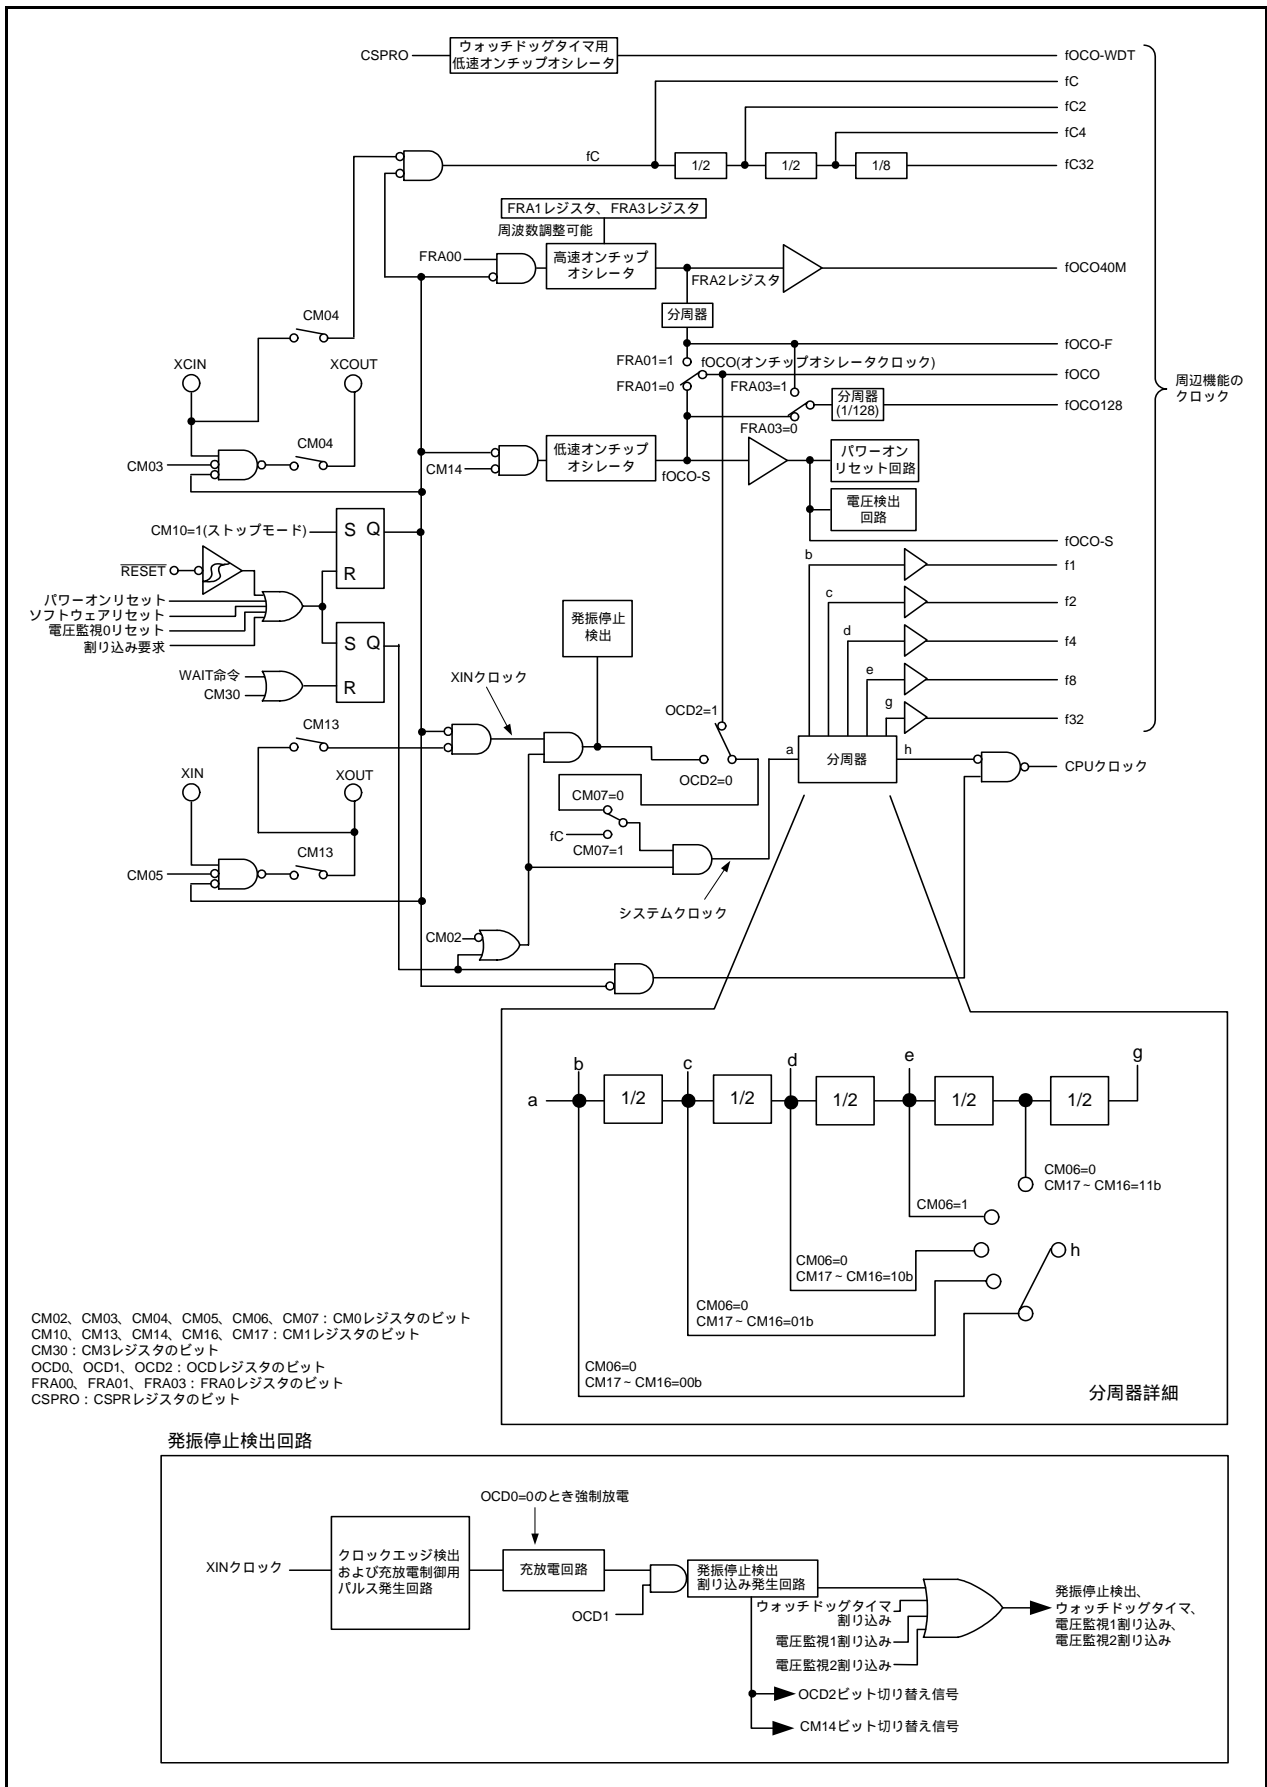 CSPRO
ウォッチドッグタイマ用
低速オンチップオシレータ
fOCO-WDT
fC
fC2
fC4
fC
1/2
1/2
1/8
fC32
FRA1レジスタ、FRA3レジスタ
周波数調整可能
FRA00
高速オンチップ
オシレータ
FRA2レジスタ
fOCO40M
分周器
CM04
fOCO-F
XCIN
XCOUT
FRA01=1
fOCO(オンチップオシレータクロック)
fOCO
FRA01=0
FRA03=1
分周器
(1/128)
fOCO128
周辺機能の
クロック
FRA03=0
CM04
CM03
低速オンチップ
オシレータ
CM14
fOCO-S
パワーオン
リセット回路
電圧検出
回路
fOCO-S
CM10=1(ストップモード)
S Q
R
RESET
パワーオンリセット
ソフトウェアリセット
電圧監視0リセット
割り込み要求
S Q
R
WAIT命令
CM30
発振停止
検出
b
f1
c
f2
d
f4
e
f8
g
f32
XINクロック
CM13
OCD2=1
a
分周器
h
CPUクロック
XIN
XOUT
OCD2=0
CM07=0
fC
CM07=1
CM13
CM05
システムクロック
CM02
b
c
d
e
g
a
1/2
1/2
1/2
1/2
1/2
CM06=0
CM17~CM16=11b
CM06=1
h
CM06=0
CM17~CM16=10b
CM06=0
CM17~CM16=01b
CM06=0
CM17~CM16=00b
分周器詳細
CM02、CM03、CM04、CM05、CM06、CM07:CM0レジスタのビット
CM10、CM13、CM14、CM16、CM17:CM1レジスタのビット
CM30:CM3レジスタのビット
OCD0、OCD1、OCD2:OCDレジスタのビット
FRA00、FRA01、FRA03:FRA0レジスタのビット
CSPRO:CSPRレジスタのビット
発振停止検出回路
OCD0=0のとき強制放電
XINクロック
クロックエッジ検出
および充放電制御用
パルス発生回路
充放電回路
OCD1
発振停止検出
割り込み発生回路
ウォッチドッグタイマ
割り込み
電圧監視1割り込み
電圧監視2割り込み
発振停止検出、
ウォッチドッグタイマ、
電圧監視1割り込み、
電圧監視2割り込み
OCD2ビット切り替え信号
CM14ビット切り替え信号